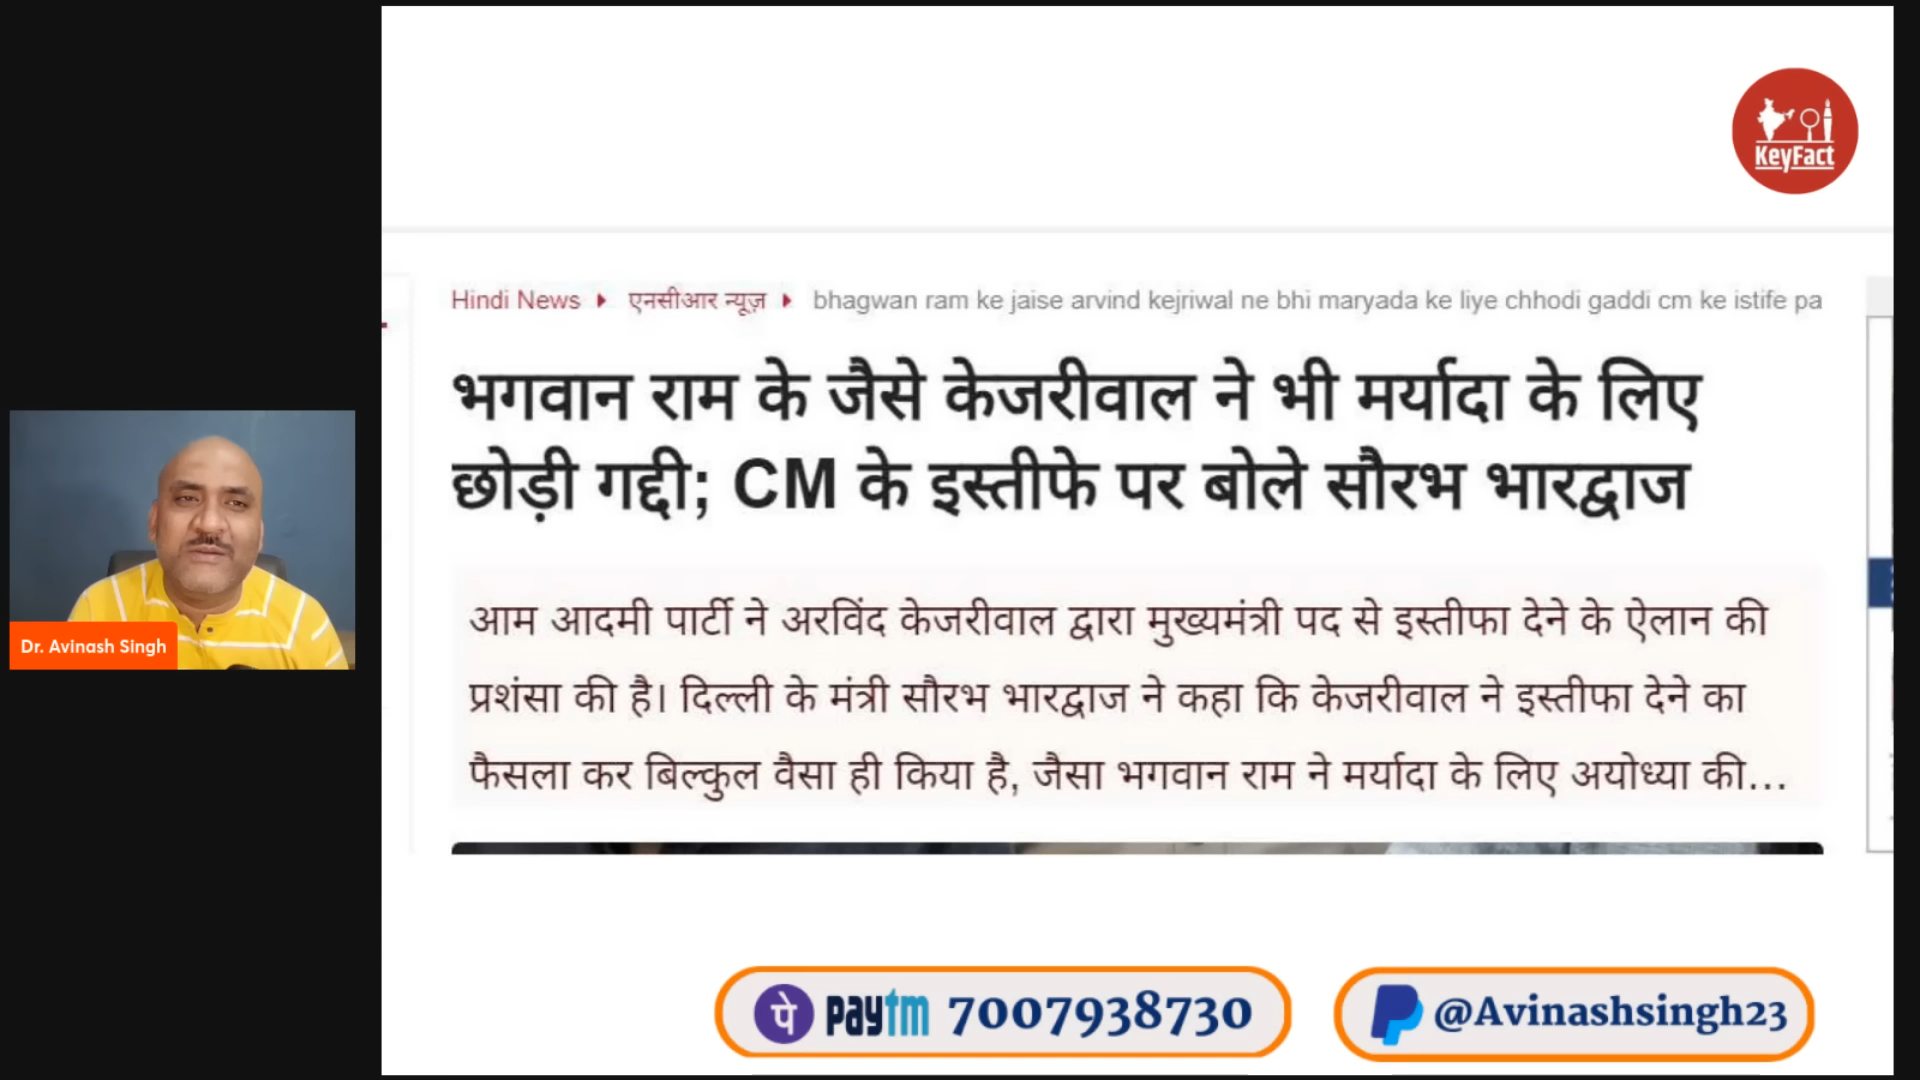 KeyFact
Hindi News एनसीआर न्यूज़ bhagwan ram ke jaise arvind kejriwal ne bhi maryada ke liye chhodi gaddi cm ke istife pa
भगवान राम के जैसे केजरीवाल ने भी मर्यादा के लिए
छोड़ी गद्दी; CM के इस्तीफे पर बोले सौरभ भारद्वाज
आम आदमी पार्टी ने अरविंद केजरीवाल द्वारा मुख्यमंत्री पद से इस्तीफा देने के ऐलान की
प्रशंसा की है। दिल्ली के मंत्री सौरभ भारद्वाज ने कहा कि केजरीवाल ने इस्तीफा देने का
फैसला कर बिल्कुल वैसा ही किया है, जैसा भगवान राम ने मर्यादा के लिए अयोध्या की...
Dr. Avinash Singh
पे paytm 7007938730
@Avinashsingh23